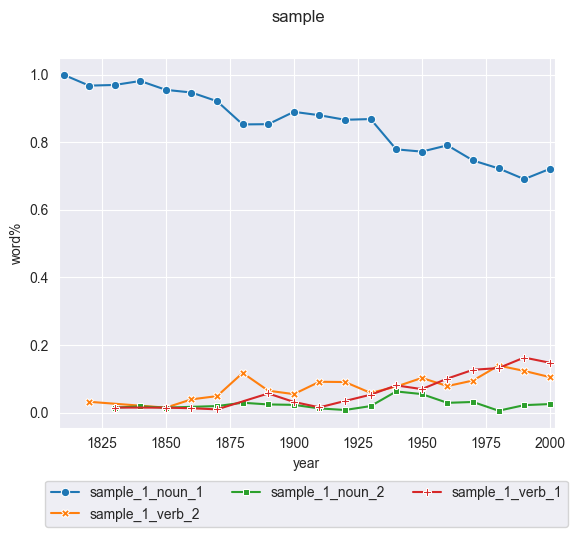 sample
1.0
0.8
0.6
0.4
0.2
0.0
word%
1825 1850 1875 1900 1925 1950 1975 2000
year
sample_1_noun_1 sample_1_noun_2 sample_1_verb_1
sample_1_verb_2